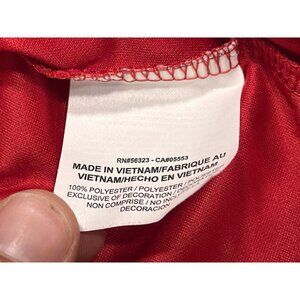 RN#56323 - CA#05553
MADE IN VIETNAM/FABRIQUE AU
VIETNAM/HECHO EN VIETNAM
100% POLYESTER / POLYESTER /
EXCLUSIVE OF DECORATION /
NON COMPRISE / NO
DECORACION